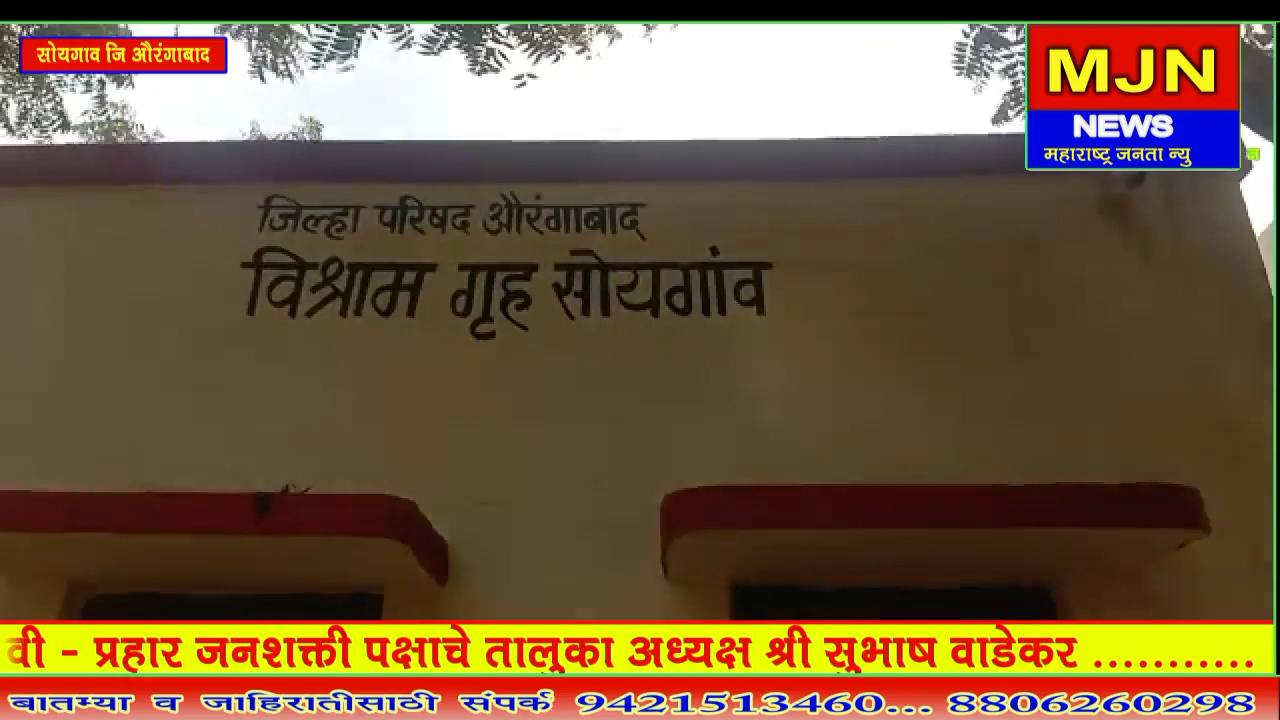 सोयगाव जि औरंगाबाद
MJN
NEWS
महाराष्ट्र जनता न्यु
जिल्हा परिषद औरंगाबाद
विश्राम गृह सोयगांव
वी - प्रहार जनशक्ती पक्षाचे तालुका अध्यक्ष श्री सुभाष वाडेकर ...........
बातम्या व जाहिरातीसाठी संपर्क 9421513460... 8806260298